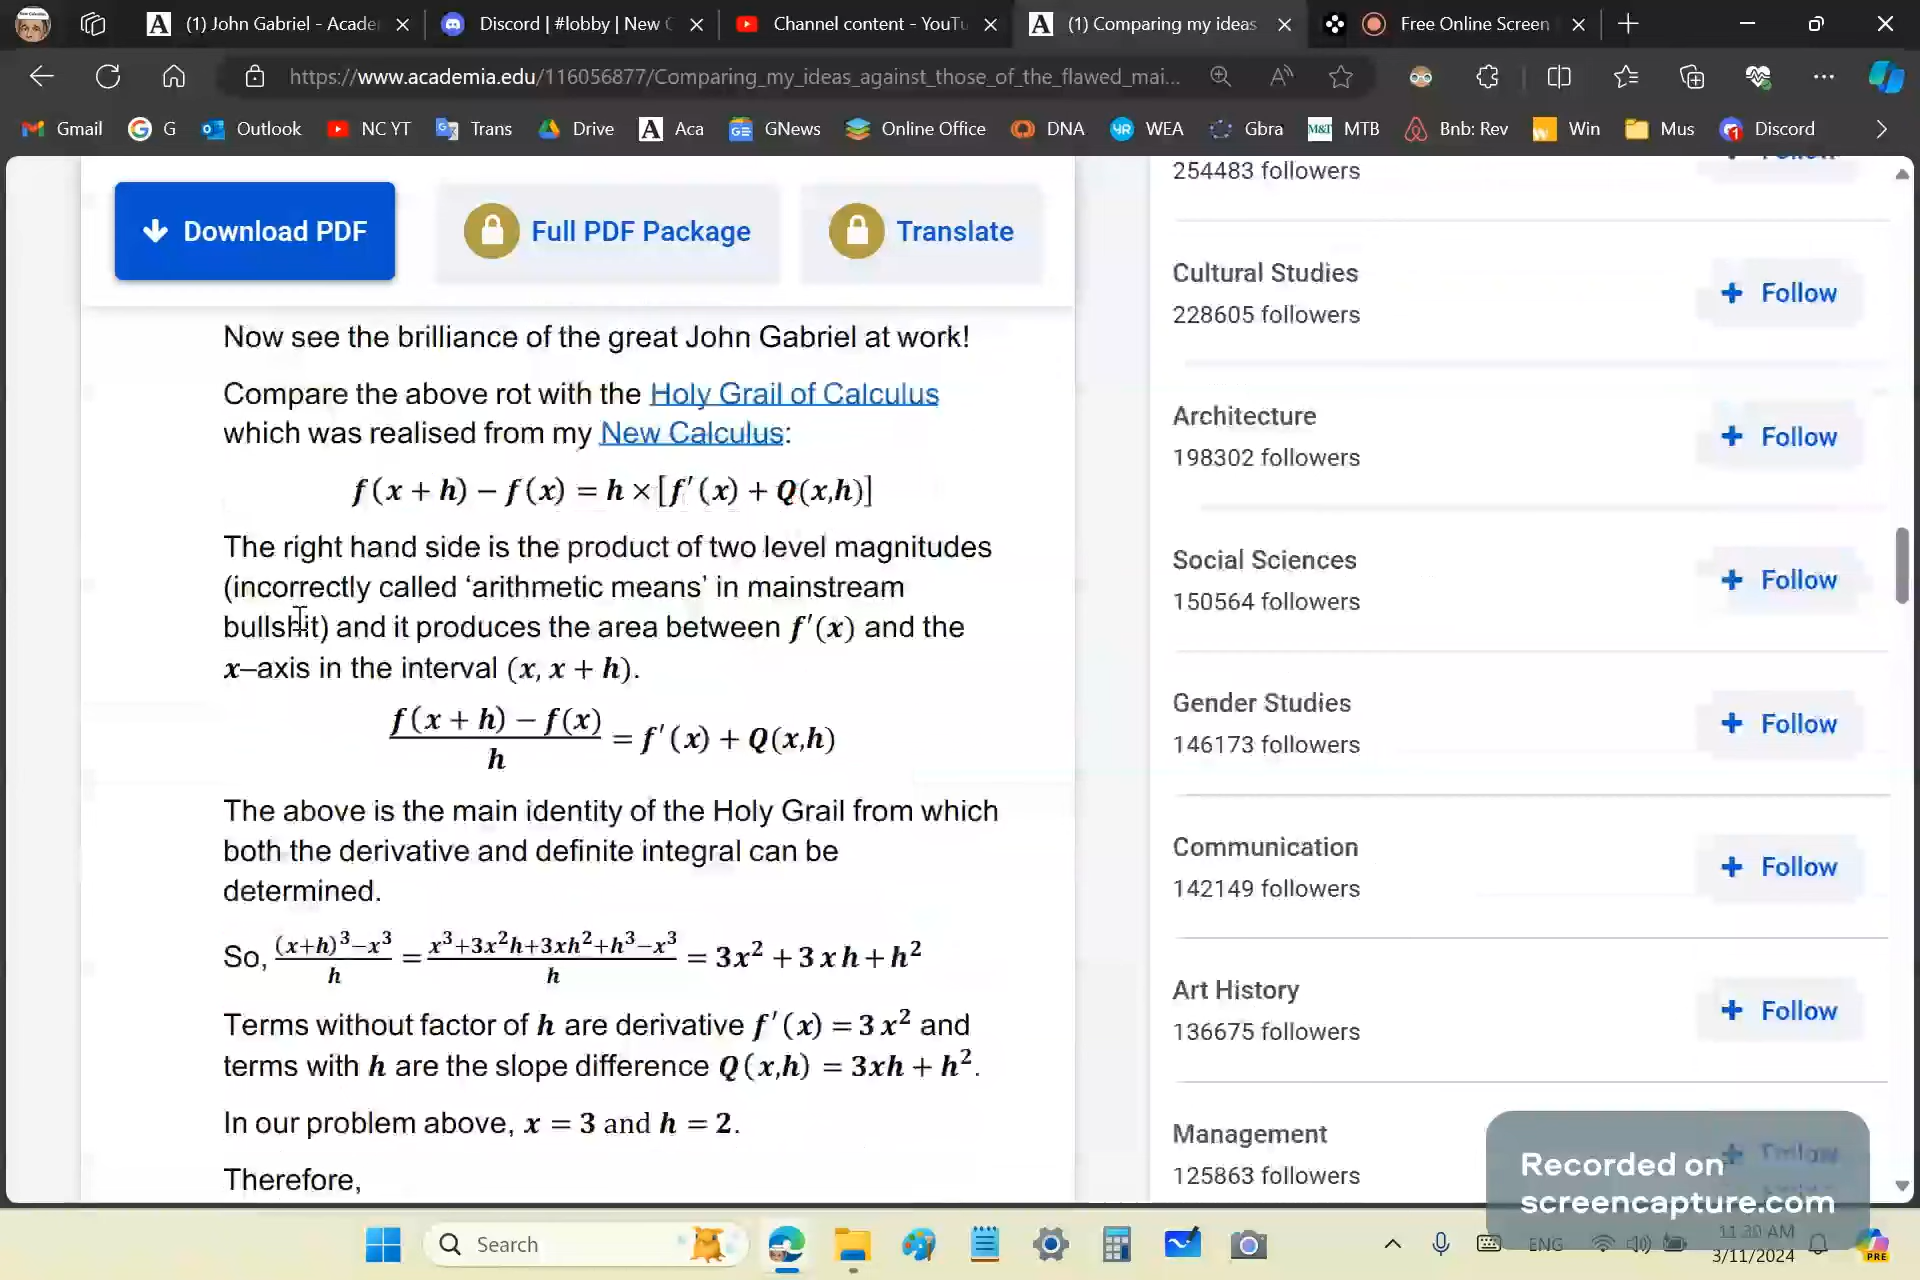 (1) John Gabriel - Acade
Discord | #lobby | New C
Channel content - YouTu
(1) Comparing my ideas
Free Online Screen
https://www.academia.edu/116056877/Comparing_my_ideas_against_those_of_the_flawed_mai...
Gmail
G
Outlook
NC YT
Trans
Drive
Aca
GNews
Online Office
DNA
WEA
Gbra
MTB
Bnb: Rev
Win
Mus
Discord
Download PDF
Full PDF Package
Translate
Now see the brilliance of the great John Gabriel at work!
Compare the above rot with the Holy Grail of Calculus
which was realised from my New Calculus:
f(x + h) − f(x) = h × [f′(x) + Q(x,h)]
The right hand side is the product of two level magnitudes
(incorrectly called ‘arithmetic means’ in mainstream
bullshit) and it produces the area between f′(x) and the
x–axis in the interval (x, x + h).
f(x + h) − f(x) / h = f′(x) + Q(x,h)
The above is the main identity of the Holy Grail from which
both the derivative and definite integral can be
determined.
So, (x+h)³−x³ / h = x³+3x²h+3xh²+h³−x³ / h = 3x² + 3xh + h²
Terms without factor of h are derivative f′(x) = 3x² and
terms with h are the slope difference Q(x,h) = 3xh + h².
In our problem above, x = 3 and h = 2.
Therefore,
254483 followers
Follow
Cultural Studies
228605 followers
Follow
Architecture
198302 followers
Follow
Social Sciences
150564 followers
Follow
Gender Studies
146173 followers
Follow
Communication
142149 followers
Follow
Art History
136675 followers
Follow
Management
125863 followers
Follow
Recorded on
screencapture.com
Search
ENG
11:30 AM
3/11/2024
PRE